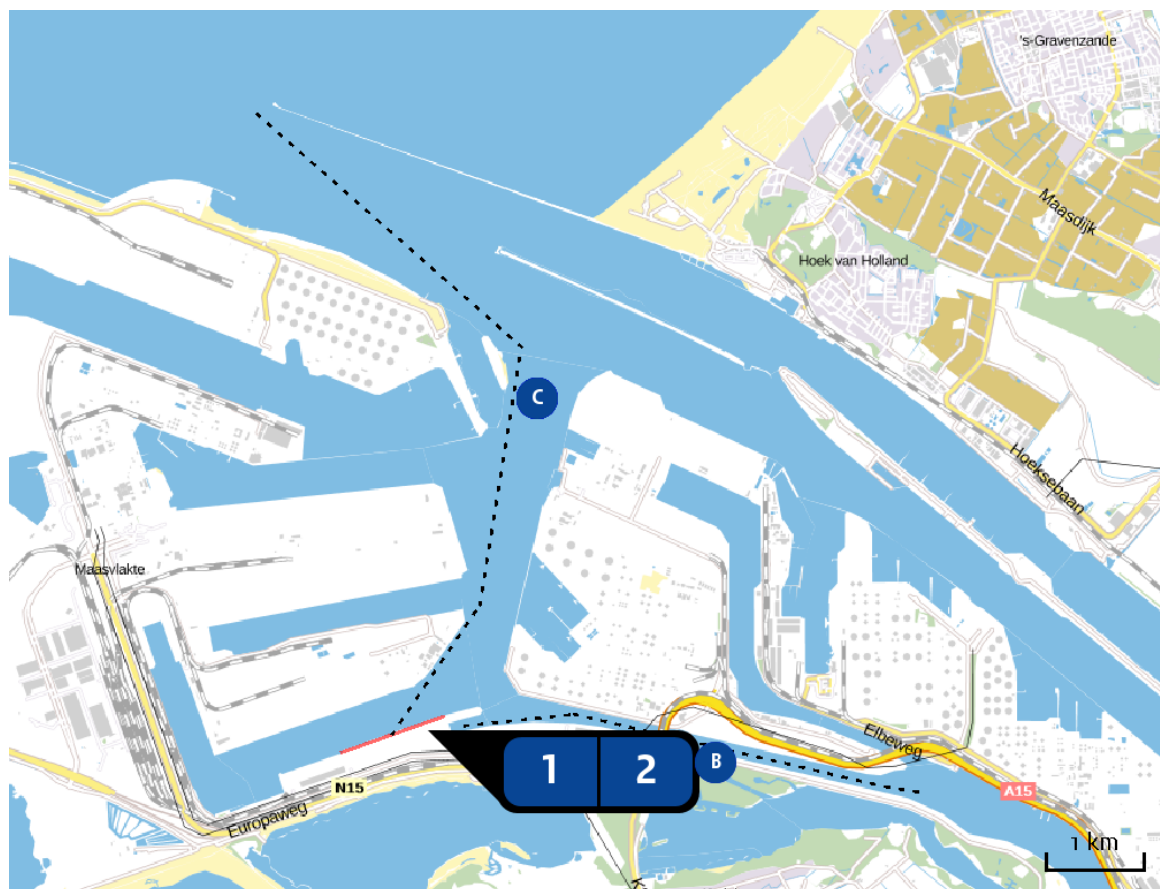 's-Gravenzande
Maasdijk
Hoek van Holland
C
Hoeksebaan
Maasvlakte
Elbeweg
1
2
B
N15
A15
Europaweg
1 km